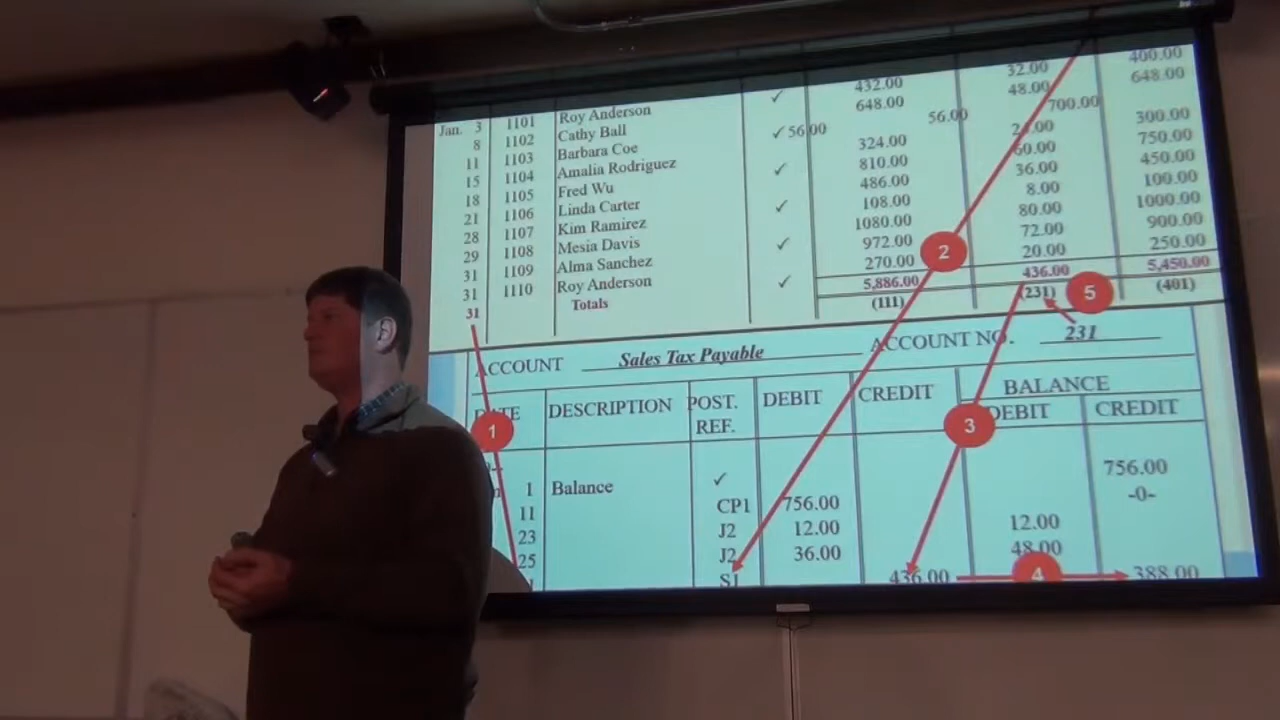 Jan. 3 1101 Roy Anderson ✓ 432.00 32.00 400.00
8 1102 Cathy Ball 648.00 48.00 648.00
11 1103 Barbara Coe ✓ 56 00 56.00 700.00
15 1104 Amalia Rodriguez ✓ 324.00 2 .00 300.00
18 1105 Fred Wu 810.00 60.00 750.00
21 1106 Linda Carter ✓ 486.00 36.00 450.00
28 1107 Kim Ramirez 108.00 8.00 100.00
29 1108 Mesia Davis ✓ 1080.00 80.00 1000.00
31 1109 Alma Sanchez 972.00 72.00 900.00
31 1110 Roy Anderson ✓ 270.00 20.00 250.00
31 Totals 5,886.00 436.00 5,450.00
(111) (231) (401)
2
5
ACCOUNT Sales Tax Payable ACCOUNT NO. 231
DATE DESCRIPTION POST. REF. DEBIT CREDIT BALANCE
DEBIT CREDIT
1
3
1 Balance ✓ 756.00
11 CP1 756.00 -0-
23 J2 12.00 12.00
25 J2 36.00 48.00
S1 436.00 4 388.00